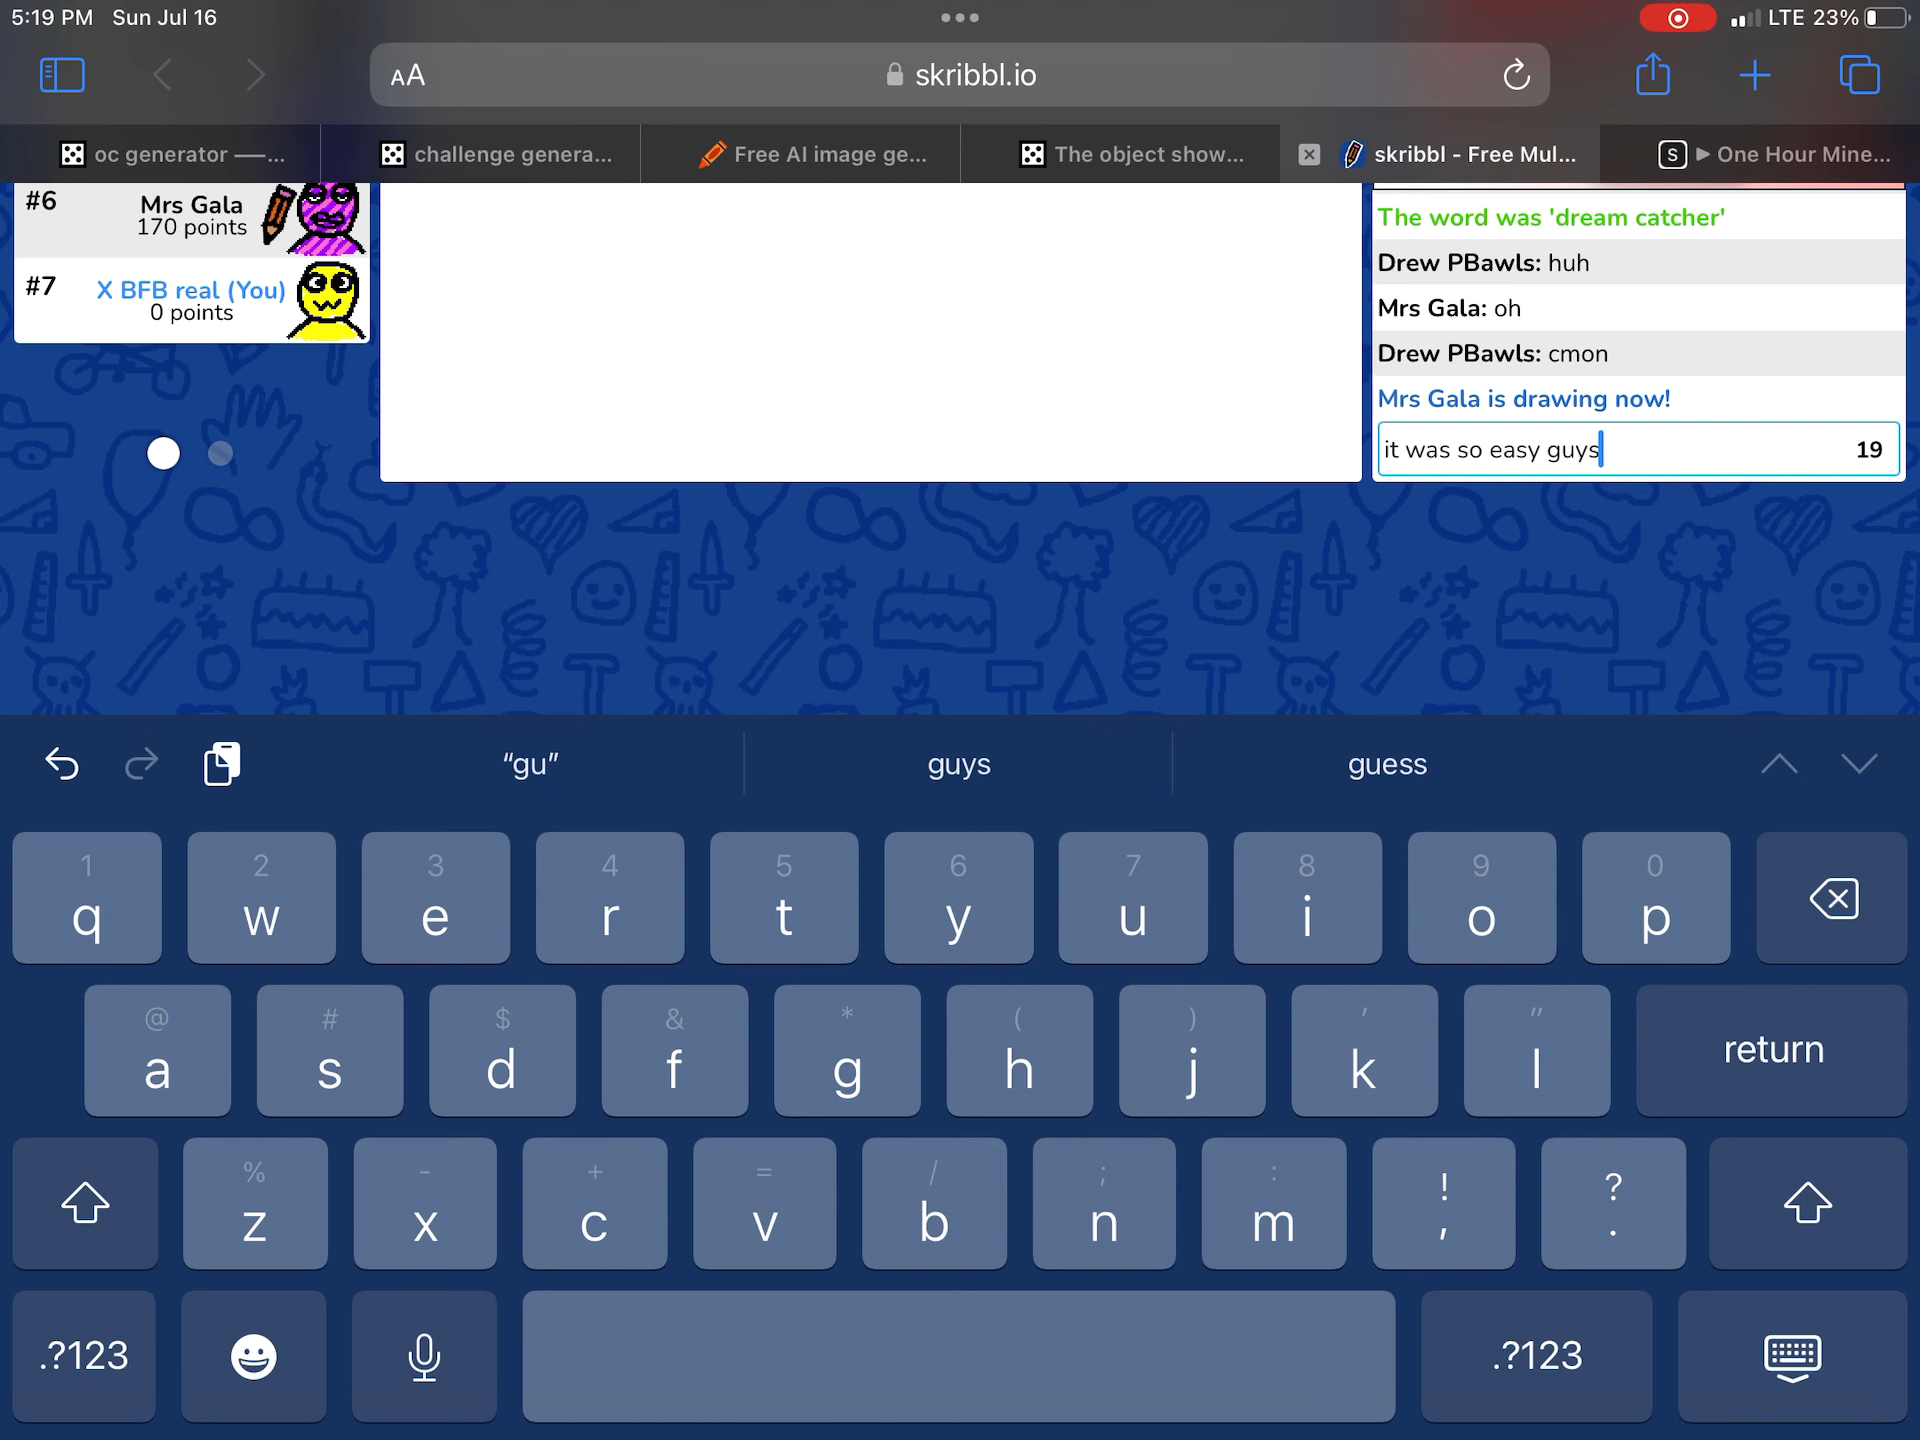 5:19 PM Sun Jul 16
LTE 23%
AA skribbl.io
oc generator —–...
challenge genera...
Free AI image ge...
The object show...
skribbl - Free Mul...
S ▶ One Hour Mine...
#6
Mrs Gala
170 points
#7
X BFB real (You)
0 points
The word was 'dream catcher'
Drew PBawls: huh
Mrs Gala: oh
Drew PBawls: cmon
Mrs Gala is drawing now!
it was so easy guys 19
“gu” guys guess
1 2 3 4 5 6 7 8 9 0
q w e r t y u i o p
@ # $ & * ( ) ' "
a s d f g h j k l return
% - + = / ; : ! ?
z x c v b n m , .
.?123 .?123